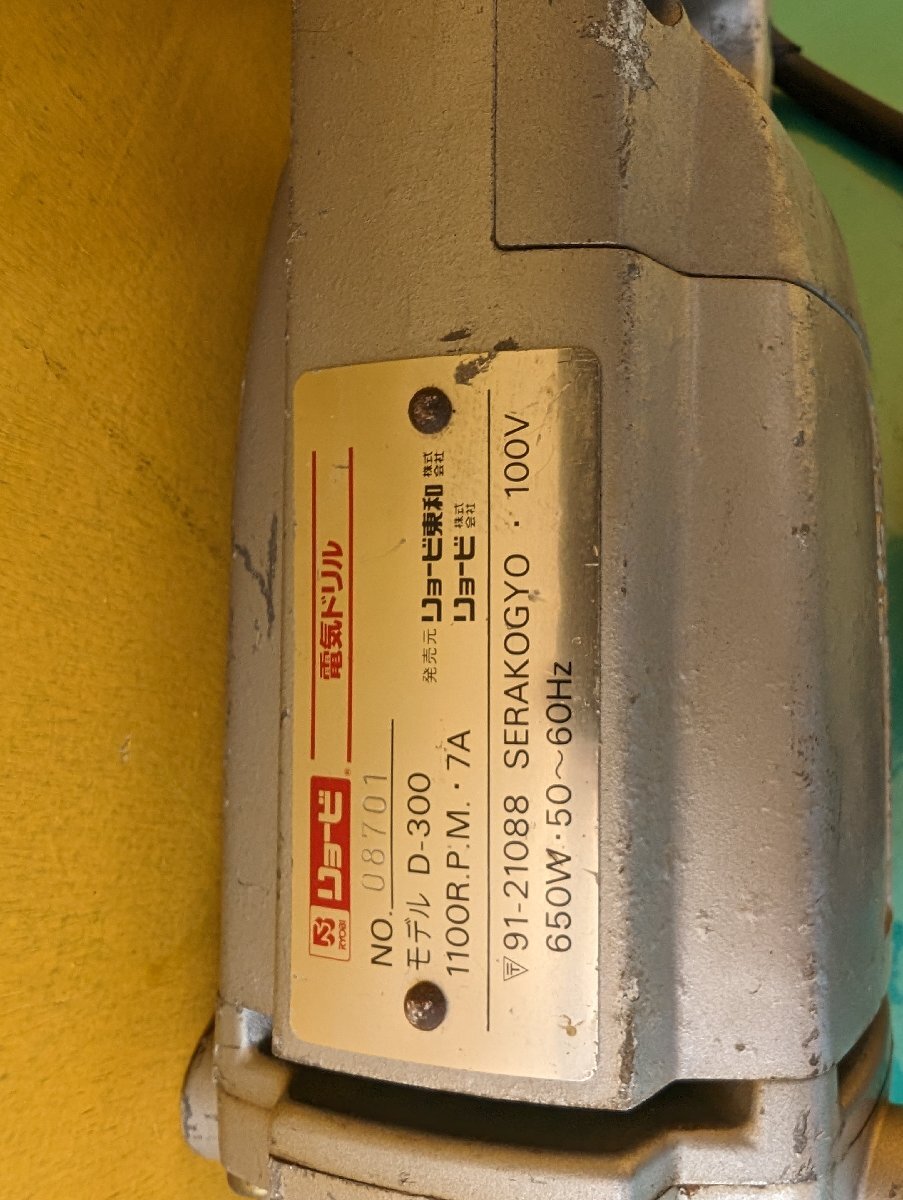 RYOBI リョービ® 電気ドリル
NO. 08701
モデル D-300 発売元 リョービ東和 株式会社
1100R.P.M.・7A リョービ 株式会社
〒91-21088 SERAKOGYO ・ 100V
650W・50～60Hz